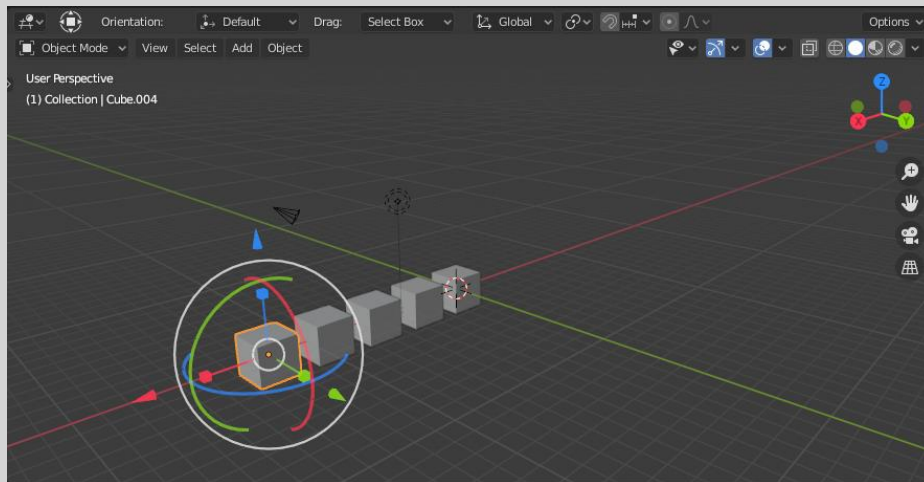 Orientation: Default Drag: Select Box Global Options
Object Mode View Select Add Object
User Perspective
(1) Collection | Cube.004
Z
X
Y